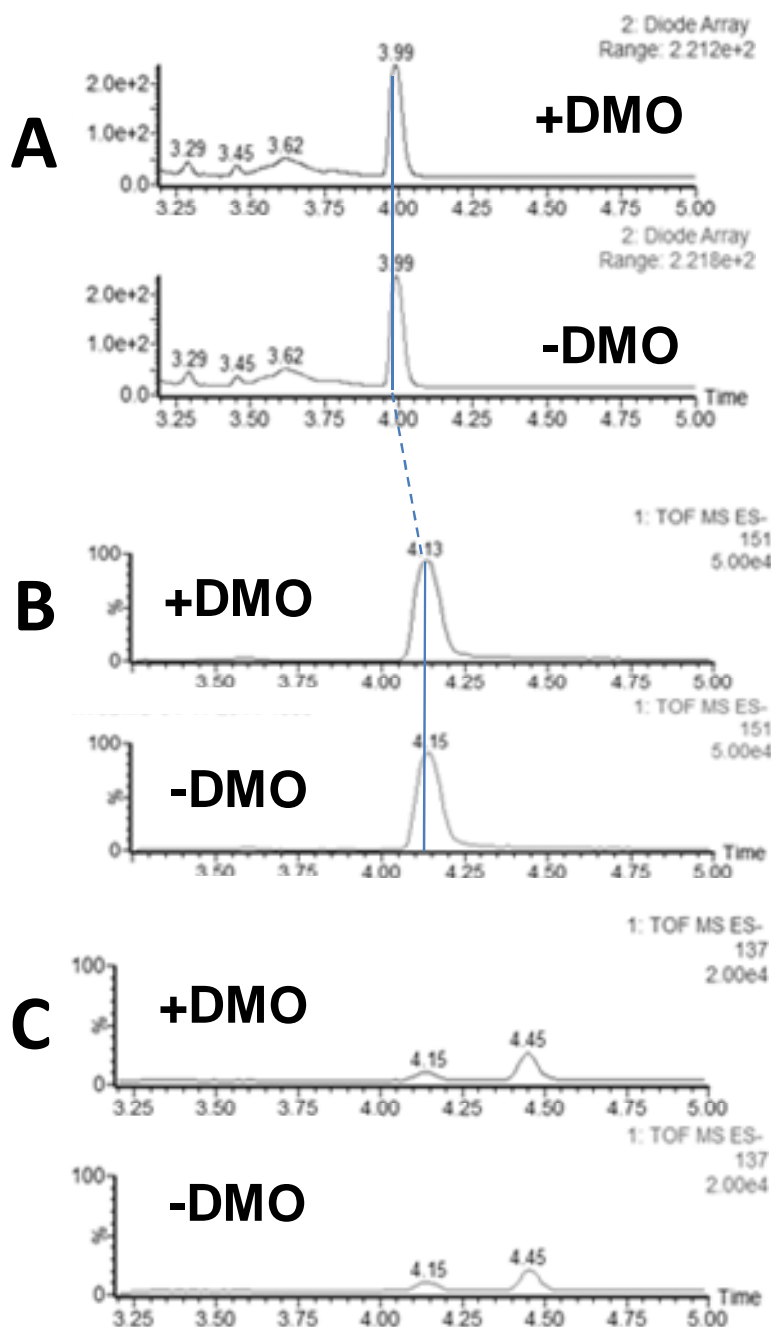 2: Diode Array
Range: 2.212e+2
A
+DMO
3.99
2.0e+2
1.0e+2
0.0
3.29 3.45 3.62
3.25 3.50 3.75 4.00 4.25 4.50 4.75 5.00
2: Diode Array
Range: 2.218e+2
-DMO
3.99
2.0e+2
1.0e+2
0.0
3.29 3.45 3.62
Time
3.25 3.50 3.75 4.00 4.25 4.50 4.75 5.00
1: TOF MS ES-
151
5.00e4
B
+DMO
4.13
100
%
0
3.50 3.75 4.00 4.25 4.50 4.75 5.00
1: TOF MS ES-
151
5.00e4
-DMO
4.15
100
%
0
Time
3.50 3.75 4.00 4.25 4.50 4.75 5.00
1: TOF MS ES-
137
2.00e4
C
+DMO
100
%
0
4.15 4.45
3.25 3.50 3.75 4.00 4.25 4.50 4.75 5.00
1: TOF MS ES-
137
2.00e4
-DMO
100
%
0
4.15 4.45
Time
3.25 3.50 3.75 4.00 4.25 4.50 4.75 5.00